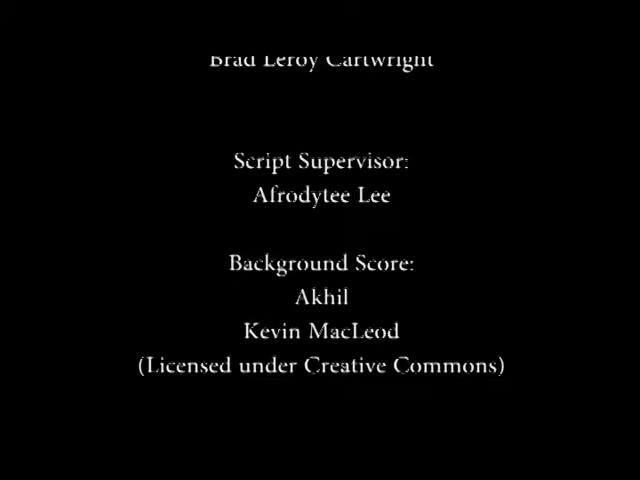 Brad Leroy Cartwright
Script Supervisor:
Afrodytee Lee
Background Score:
Akhil
Kevin MacLeod
(Licensed under Creative Commons)